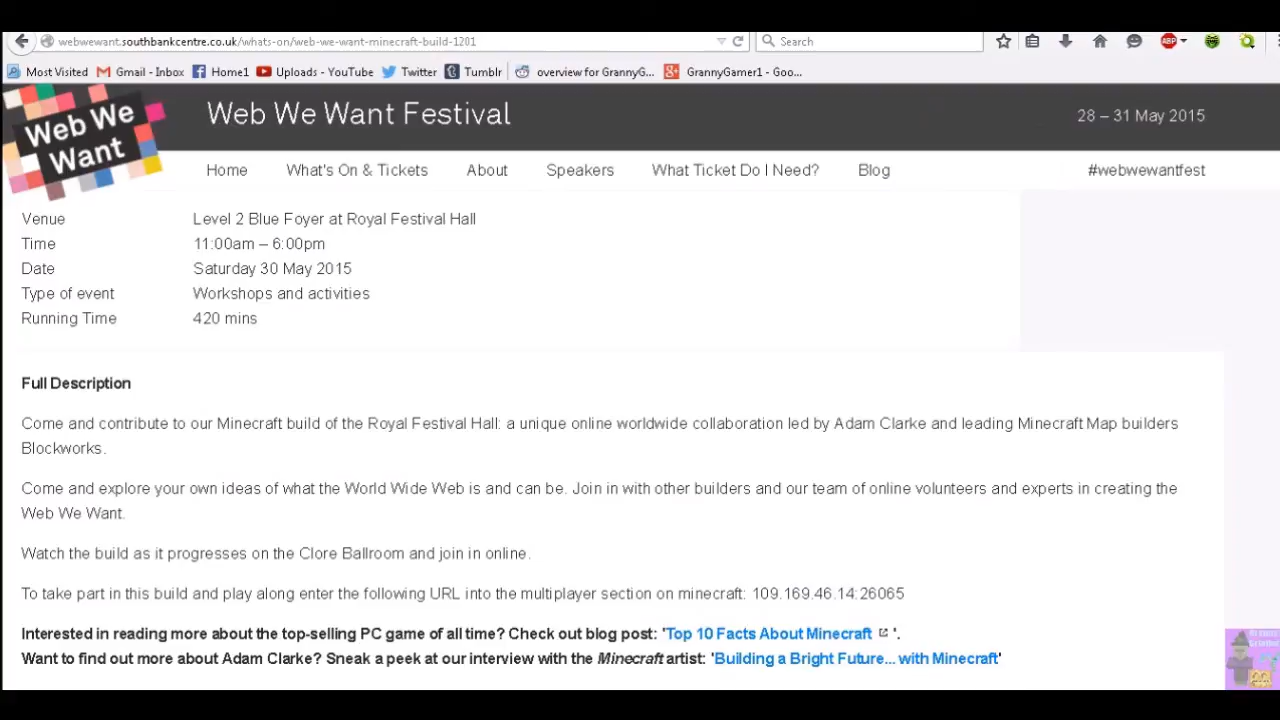 webwewant.southbankcentre.co.uk/whats-on/web-we-want-minecraft-build-1201
Search
Most Visited Gmail - Inbox Home1 Uploads - YouTube Twitter Tumblr overview for GrannyG... GrannyGamer1 - Goo...
Web We Want
Web We Want Festival
28 – 31 May 2015
Home What's On & Tickets About Speakers What Ticket Do I Need? Blog #webwewantfest
Venue Level 2 Blue Foyer at Royal Festival Hall
Time 11:00am – 6:00pm
Date Saturday 30 May 2015
Type of event Workshops and activities
Running Time 420 mins
Full Description
Come and contribute to our Minecraft build of the Royal Festival Hall: a unique online worldwide collaboration led by Adam Clarke and leading Minecraft Map builders
Blockworks.
Come and explore your own ideas of what the World Wide Web is and can be. Join in with other builders and our team of online volunteers and experts in creating the
Web We Want.
Watch the build as it progresses on the Clore Ballroom and join in online.
To take part in this build and play along enter the following URL into the multiplayer section on minecraft: 109.169.46.14:26065
Interested in reading more about the top-selling PC game of all time? Check out blog post: 'Top 10 Facts About Minecraft '.
Want to find out more about Adam Clarke? Sneak a peek at our interview with the Minecraft artist: 'Building a Bright Future... with Minecraft'